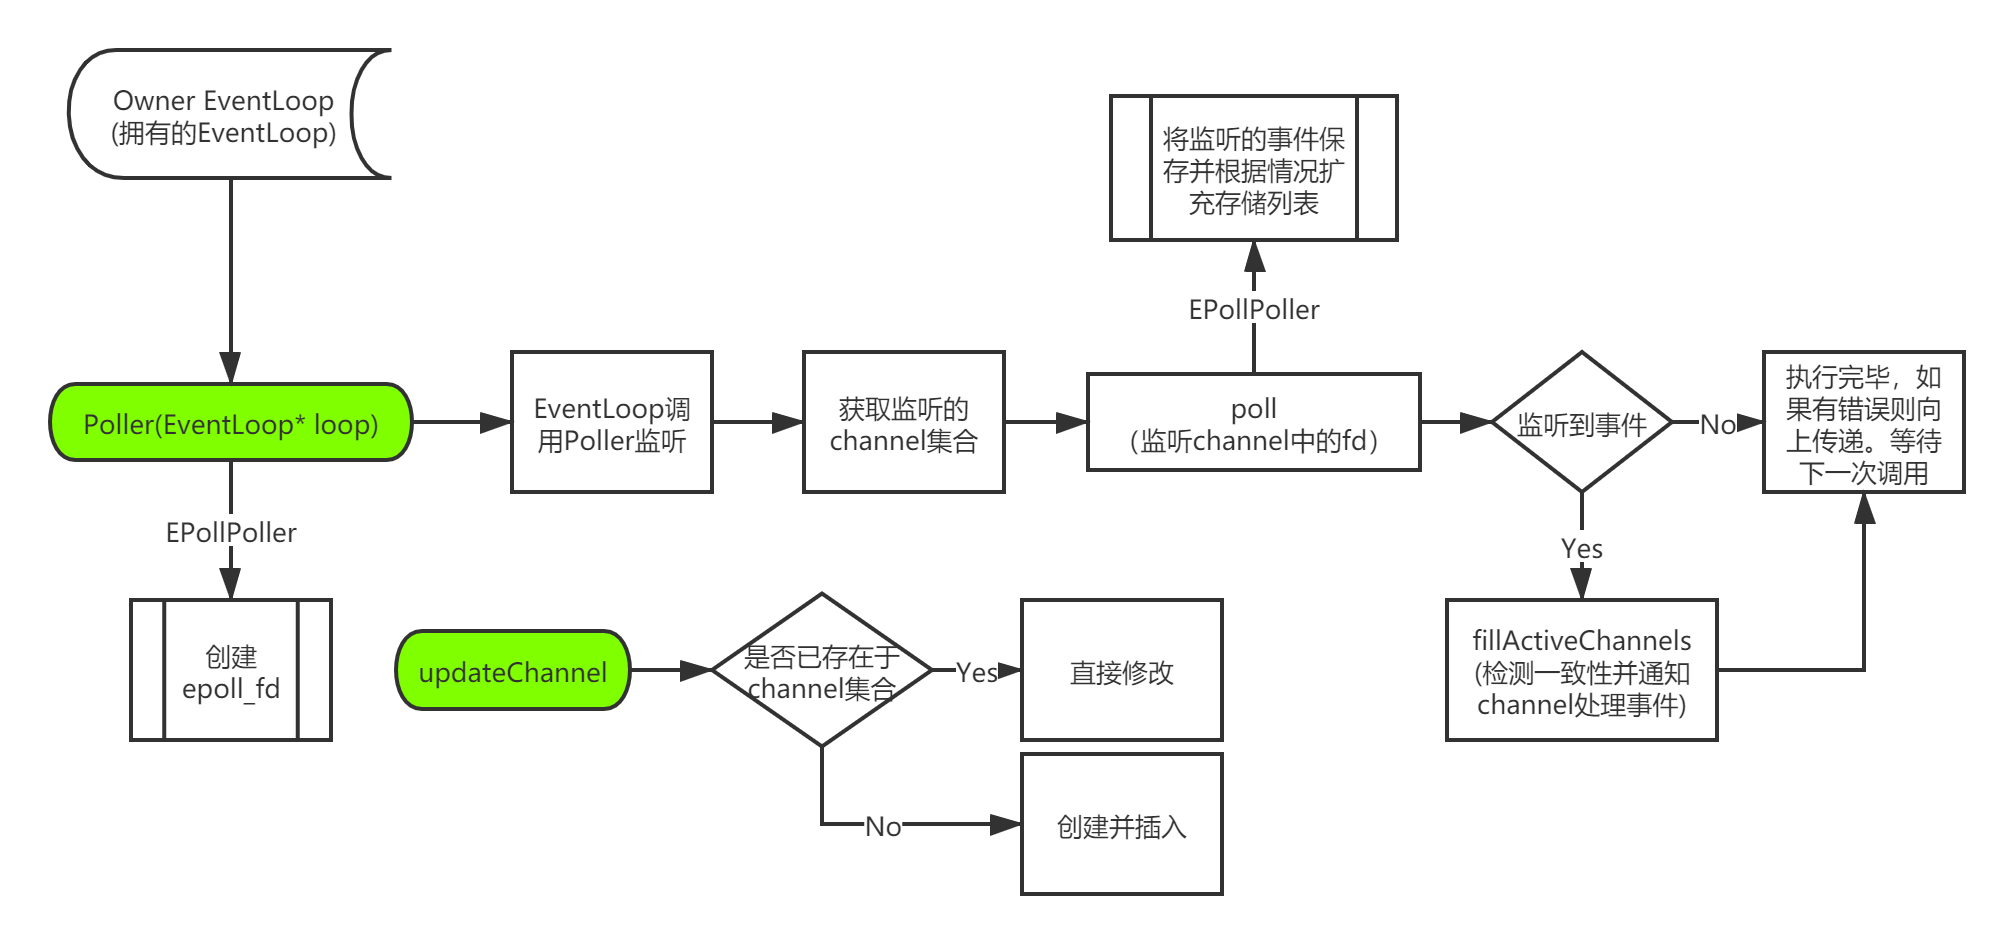 Owner EventLoop
(拥有的EventLoop)
将监听的事件保
存并根据情况扩
充存储列表
EPollPoller
Poller(EventLoop* loop)
EventLoop调
用Poller监听
获取监听的
channel集合
poll
（监听channel中的fd）
监听到事件
No
执行完毕，如
果有错误则向
上传递。等待
下一次调用
EPollPoller
Yes
创建
epoll_fd
updateChannel
是否已存在于
channel集合
Yes
直接修改
fillActiveChannels
(检测一致性并通知
channel处理事件)
No
创建并插入